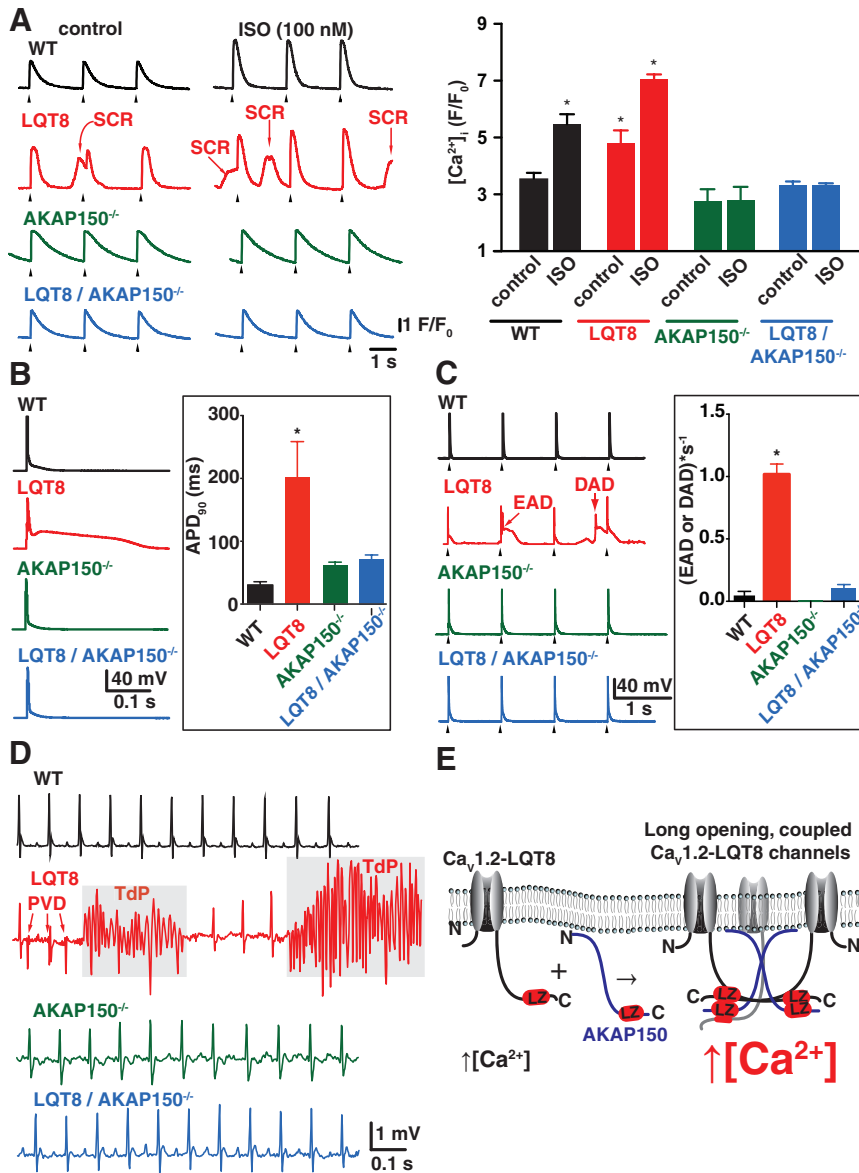 A
control
ISO (100 nM)
WT
LQT8
SCR
SCR
SCR
SCR
AKAP150-/-
LQT8 / AKAP150-/-
1 F/F0
1 s
[Ca2+]i (F/F0)
9
7
5
3
1
*
*
*
control
ISO
control
ISO
control
ISO
control
ISO
WT
LQT8
AKAP150-/-
LQT8 /
AKAP150-/-
B
WT
LQT8
AKAP150-/-
LQT8 / AKAP150-/-
40 mV
0.1 s
APD90 (ms)
300
200
100
0
*
WT
LQT8
AKAP150-/-
LQT8 / AKAP150-/-
C
WT
LQT8
EAD
DAD
AKAP150-/-
LQT8 / AKAP150-/-
40 mV
1 s
(EAD or DAD)*s-1
1.5
1.0
0.5
0.0
*
WT
LQT8
AKAP150-/-
LQT8 / AKAP150-/-
D
WT
LQT8
PVD
TdP
TdP
AKAP150-/-
LQT8 / AKAP150-/-
1 mV
0.1 s
E
CaV1.2-LQT8
Long opening, coupled
CaV1.2-LQT8 channels
N
N
N
N
+
→
LZ
C
LZ
C
AKAP150
C
LZ
LZ
LZ
LZ
C
↑[Ca2+]
↑[Ca2+]